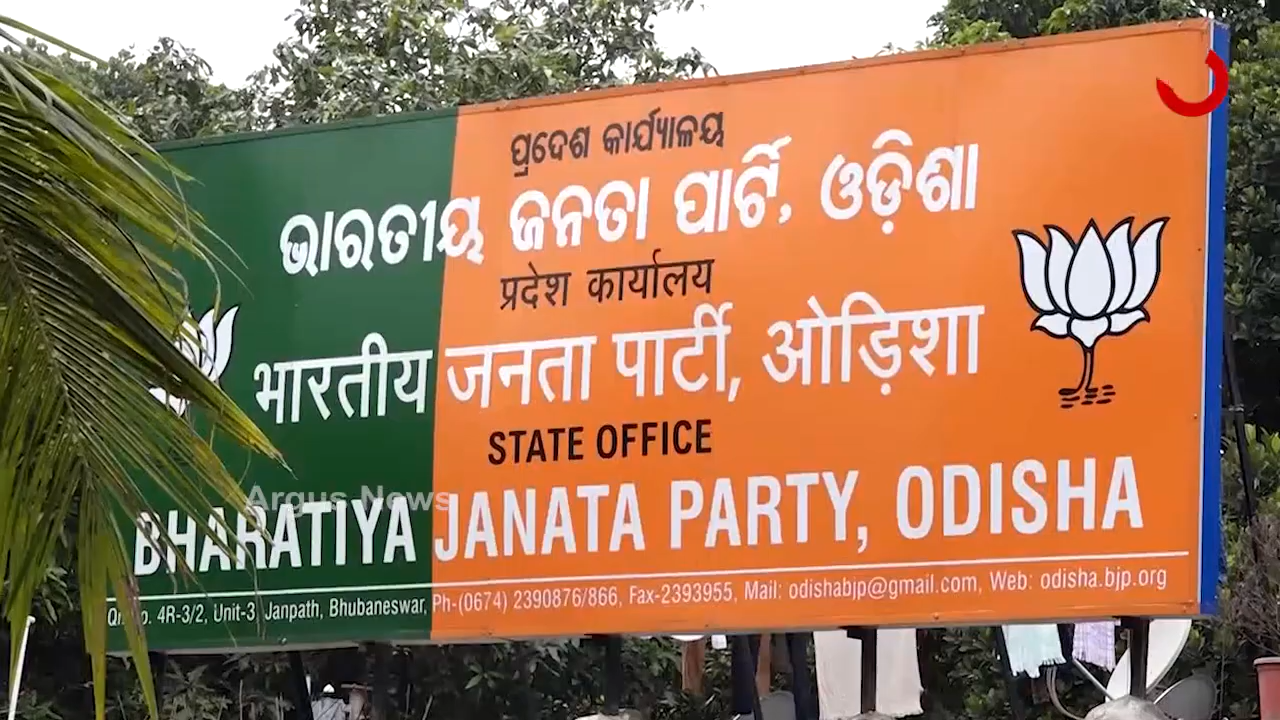 ପ୍ରଦେଶ କାର୍ଯ୍ୟାଳୟ
ଭାରତୀୟ ଜନତା ପାର୍ଟି, ଓଡ଼ିଶା
प्रदेश कार्यालय
भारतीय जनता पार्टी, ओड़िशा
STATE OFFICE
Argus News
BHARATIYA JANATA PARTY, ODISHA
4R-3/2, Unit-3, Janpath, Bhubaneswar, Ph-(0674) 2390876/866, Fax-2393955, Mail: odishabjp@gmail.com, Web: odisha.bjp.org